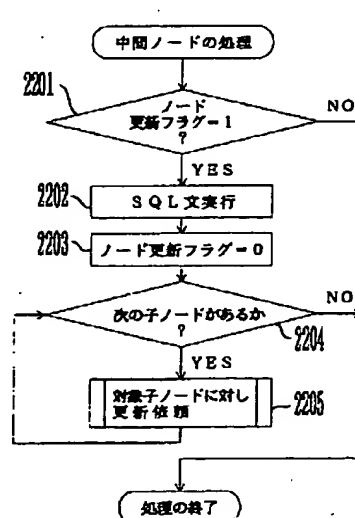 中間ノードの処理
2201
ノード
更新フラグ=1
?
NO
YES
2202
SQL文実行
2203
ノード更新フラグ=0
次の子ノードがあるか
?
NO
2204
YES
対象子ノードに対し
更新依頼
2205
処理の終了